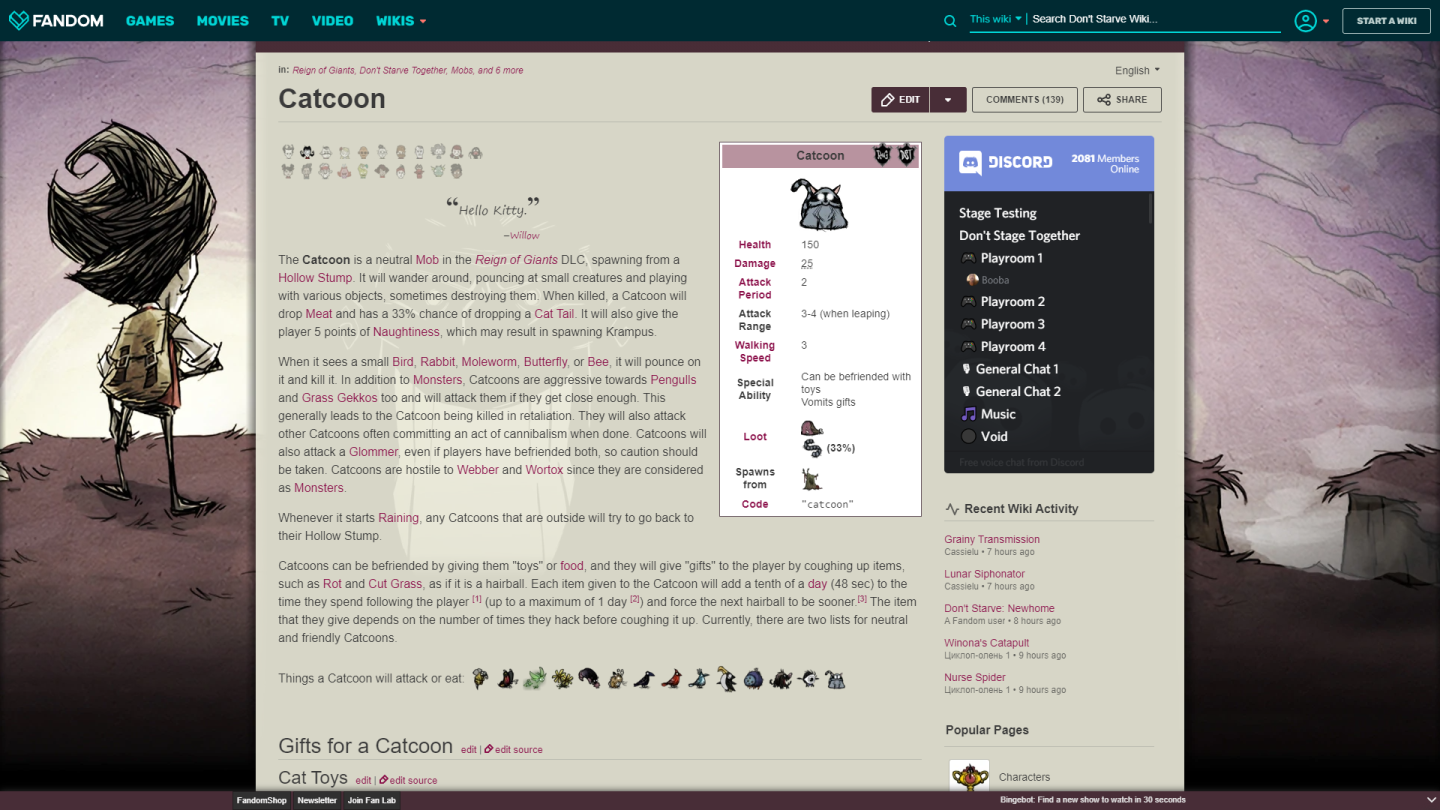 FANDOM GAMES MOVIES TV VIDEO WIKIS This wiki Search Don't Starve Wiki... START A WIKI
in: Reign of Giants, Don't Starve Together, Mobs, and 6 more English
Catcoon
EDIT COMMENTS (139) SHARE
“Hello Kitty.”
–Willow
The Catcoon is a neutral Mob in the Reign of Giants DLC, spawning from a
Hollow Stump. It will wander around, pouncing at small creatures and playing
with various objects, sometimes destroying them. When killed, a Catcoon will
drop Meat and has a 33% chance of dropping a Cat Tail. It will also give the
player 5 points of Naughtiness, which may result in spawning Krampus.
When it sees a small Bird, Rabbit, Moleworm, Butterfly, or Bee, it will pounce on
it and kill it. In addition to Monsters, Catcoons are aggressive towards Pengulls
and Grass Gekkos too and will attack them if they get close enough. This
generally leads to the Catcoon being killed in retaliation. They will also attack
other Catcoons often committing an act of cannibalism when done. Catcoons will
also attack a Glommer, even if players have befriended both, so caution should
be taken. Catcoons are hostile to Webber and Wortox since they are considered
as Monsters.
Whenever it starts Raining, any Catcoons that are outside will try to go back to
their Hollow Stump.
Catcoons can be befriended by giving them "toys" or food, and they will give "gifts" to the player by coughing up items,
such as Rot and Cut Grass, as if it is a hairball. Each item given to the Catcoon will add a tenth of a day (48 sec) to the
time they spend following the player [1] (up to a maximum of 1 day [2]) and force the next hairball to be sooner.[3] The item
that they give depends on the number of times they hack before coughing it up. Currently, there are two lists for neutral
and friendly Catcoons.
Things a Catcoon will attack or eat:
Gifts for a Catcoon edit | edit source
Cat Toys edit | edit source
Catcoon RoG DST
Health 150
Damage 25
Attack
Period 2
Attack
Range 3-4 (when leaping)
Walking
Speed 3
Special
Ability Can be befriended with
toys
Vomits gifts
Loot
(33%)
Spawns
from
Code "catcoon"
DISCORD 2081 Members
Online
Stage Testing
Don't Stage Together
Playroom 1
Booba
Playroom 2
Playroom 3
Playroom 4
General Chat 1
General Chat 2
Music
Void
Free voice chat from Discord
Recent Wiki Activity
Grainy Transmission
Cassielu • 7 hours ago
Lunar Siphonator
Cassielu • 7 hours ago
Don't Starve: Newhome
A Fandom user • 8 hours ago
Winona's Catapult
Циклоп-олень 1 • 9 hours ago
Nurse Spider
Циклоп-олень 1 • 9 hours ago
Popular Pages
Characters
FandomShop Newsletter Join Fan Lab Bingebot: Find a new show to watch in 30 seconds